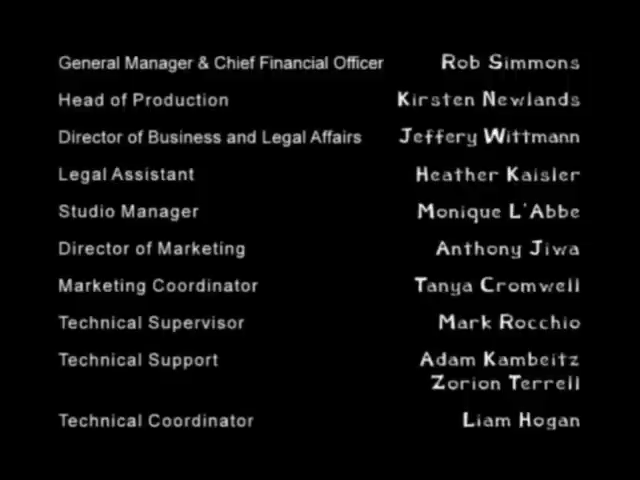 General Manager & Chief Financial Officer Rob Simmons
Head of Production Kirsten Newlands
Director of Business and Legal Affairs Jeffery Wittmann
Legal Assistant Heather Kaisler
Studio Manager Monique L'Abbe
Director of Marketing Anthony Jiwa
Marketing Coordinator Tanya Cromwell
Technical Supervisor Mark Rocchio
Technical Support Adam Kambeitz
Zorion Terrell
Technical Coordinator Liam Hogan